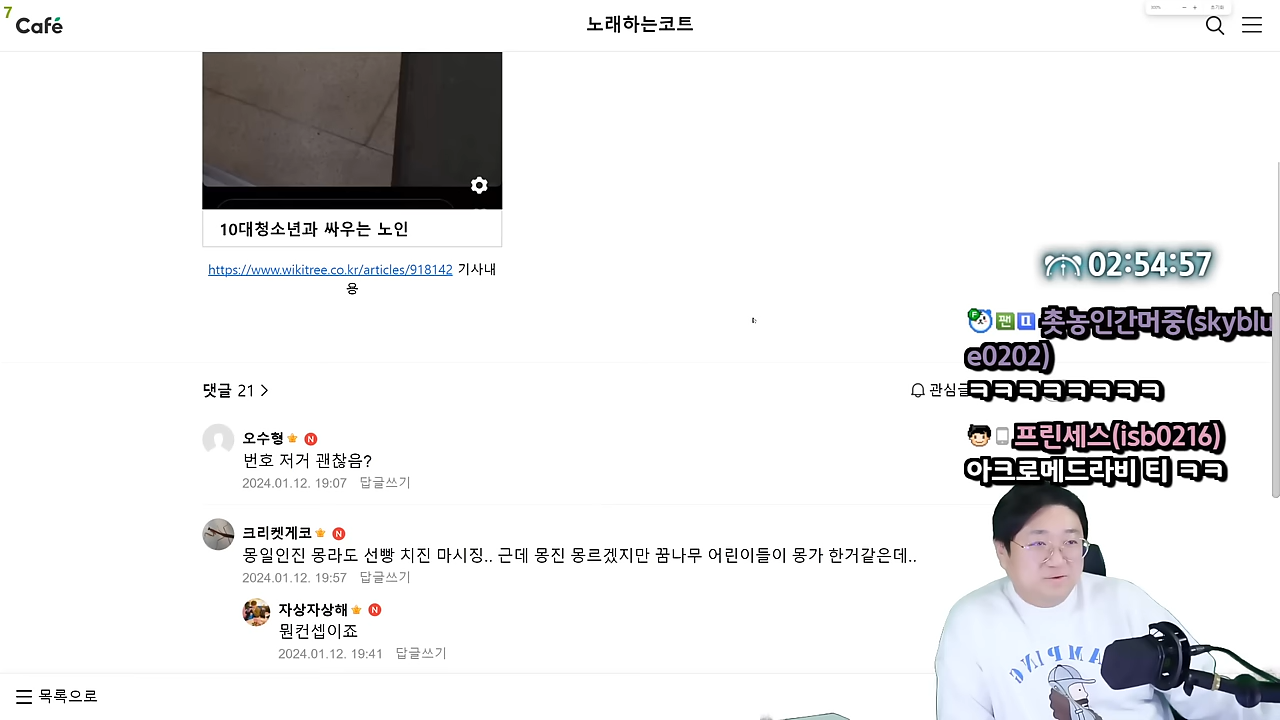 7
Café
노래하는코트
초기화
10대청소년과 싸우는 노인
https://www.wikitree.co.kr/articles/918142 기사내
용
02:54:57
팬
촛농인간머중(skyblu
e0202)
ㅋㅋㅋㅋㅋㅋㅋㅋ
프린세스(isb0216)
아크로메드라비 티 ㅋㅋ
댓글 21
관심글
오수형 N
번호 저거 괜찮음?
2024.01.12. 19:07 답글쓰기
크리켓게코 N
몽일인진 몽라도 선빵 치진 마시징.. 근데 몽진 몽르겠지만 꿈나무 어린이들이 몽가 한거같은데..
2024.01.12. 19:57 답글쓰기
자상자상해 N
뭔컨셉이죠
2024.01.12. 19:41 답글쓰기
목록으로